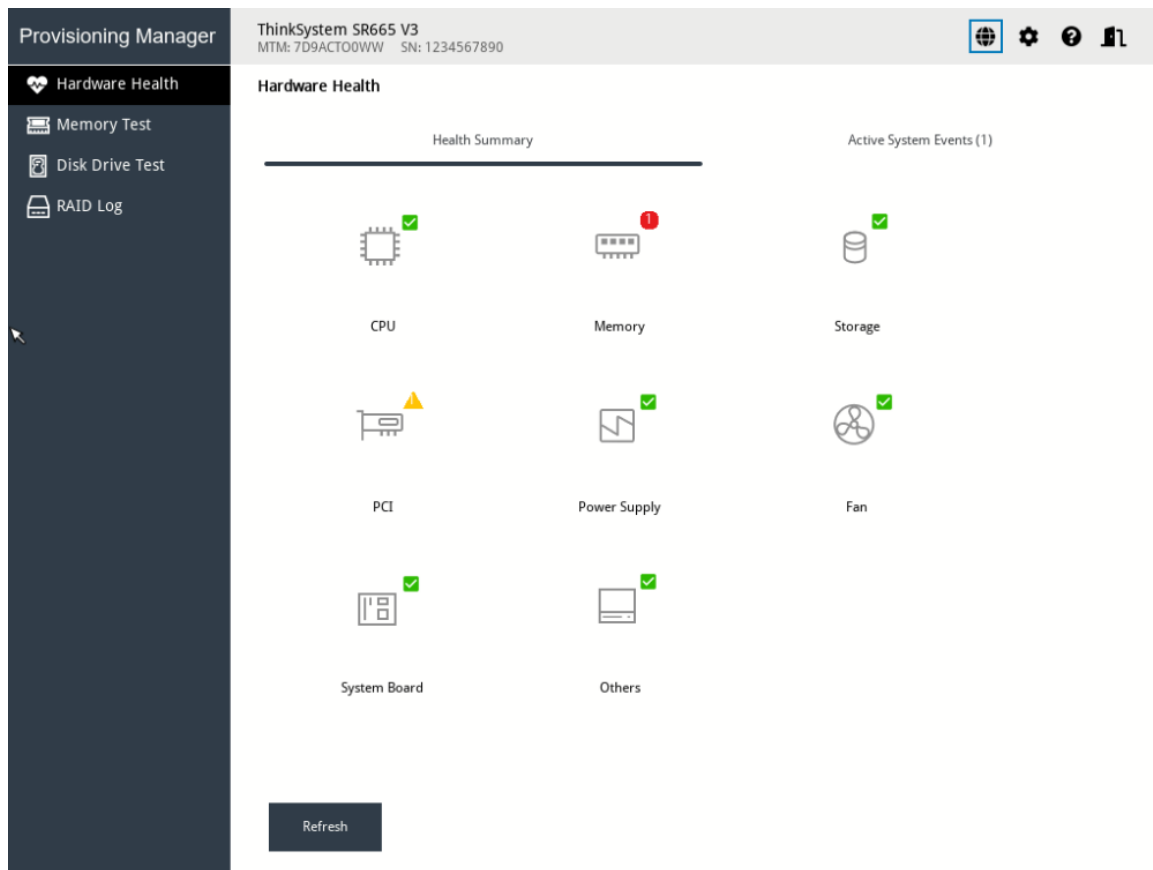 Provisioning Manager
ThinkSystem SR665 V3
MTM: 7D9ACTO0WW SN: 1234567890
Hardware Health
Memory Test
Disk Drive Test
RAID Log
Hardware Health
Health Summary
Active System Events (1)
1
CPU
Memory
Storage
!
PCI
Power Supply
Fan
System Board
Others
Refresh